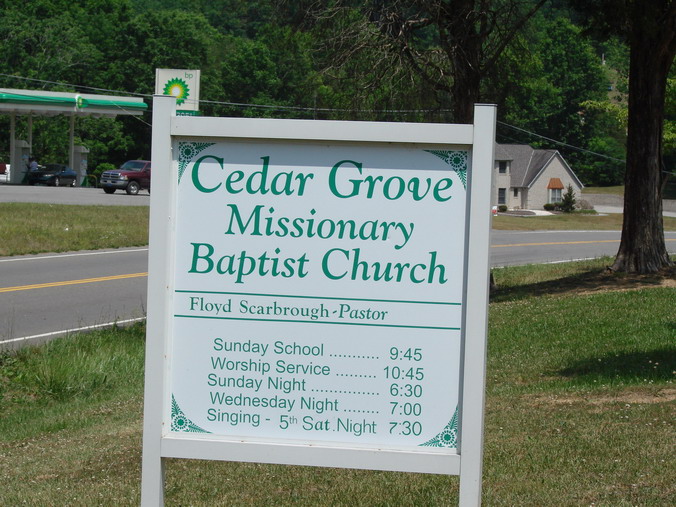 bp
Cedar Grove
Missionary
Baptist Church
Floyd Scarbrough-Pastor
Sunday School ........... 9:45
Worship Service ......... 10:45
Sunday Night ............... 6:30
Wednesday Night ........ 7:00
Singing - 5th Sat.Night 7:30